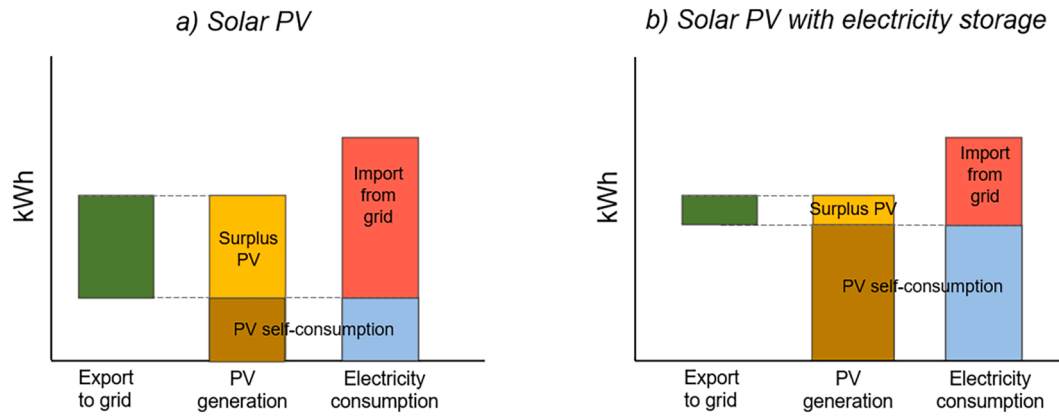 a) Solar PV
kWh
Surplus
PV
Import
from
grid
PV self-consumption
Export
to grid
PV
generation
Electricity
consumption
b) Solar PV with electricity storage
kWh
Surplus PV
Import
from
grid
PV self-consumption
Export
to grid
PV
generation
Electricity
consumption